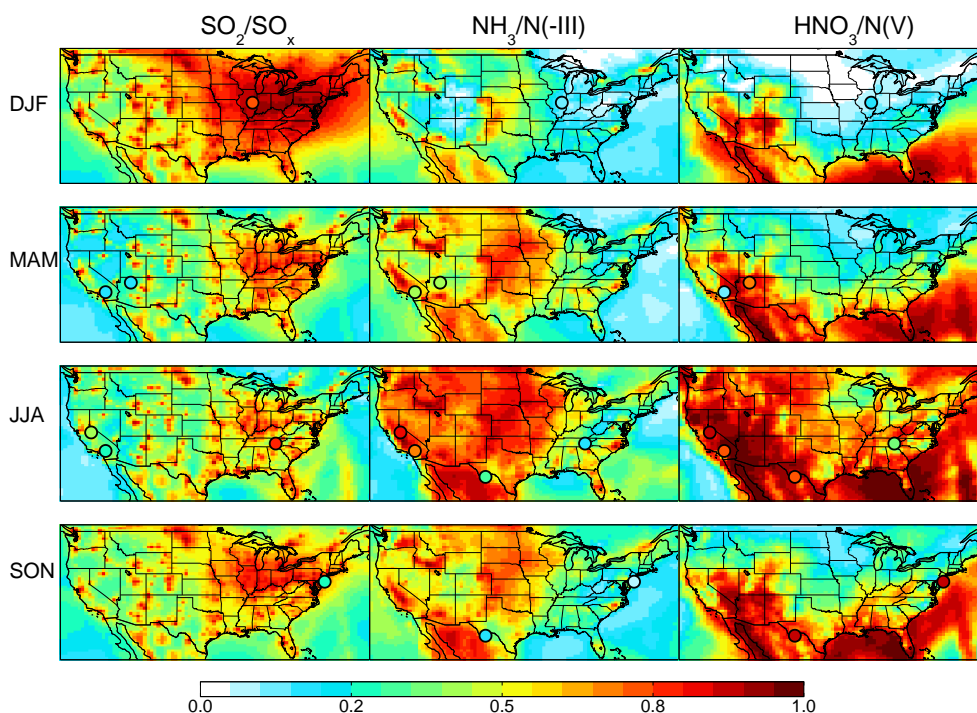 SO₂/SOₓ NH₃/N(-III) HNO₃/N(V)
DJF
MAM
JJA
SON
0.0 0.2 0.5 0.8 1.0